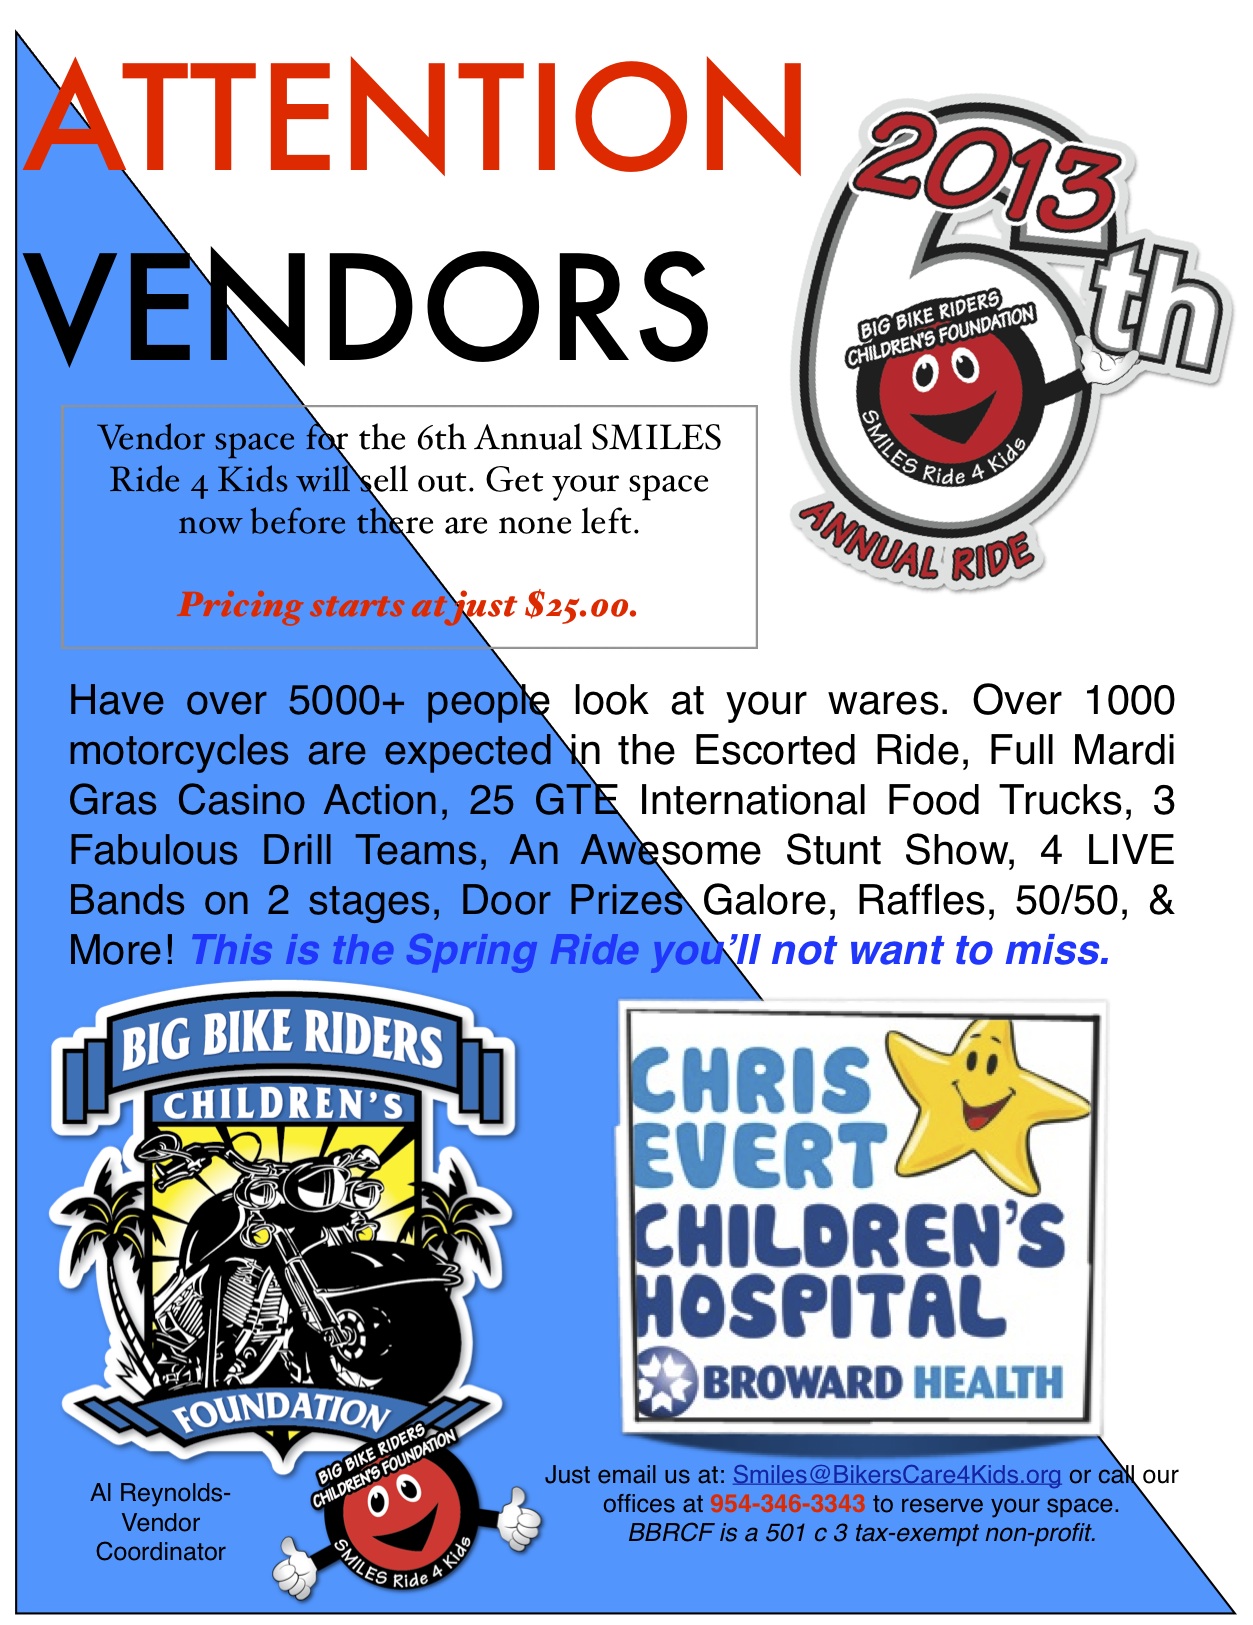 ATTENTION
VENDORS
2013
6th
BIG BIKE RIDERS
CHILDREN'S FOUNDATION
SMILES Ride 4 Kids
ANNUAL RIDE
Vendor space for the 6th Annual SMILES
Ride 4 Kids will sell out. Get your space
now before there are none left.
Pricing starts at just $25.00.
Have over 5000+ people look at your wares. Over 1000
motorcycles are expected in the Escorted Ride, Full Mardi
Gras Casino Action, 25 GTE International Food Trucks, 3
Fabulous Drill Teams, An Awesome Stunt Show, 4 LIVE
Bands on 2 stages, Door Prizes Galore, Raffles, 50/50, &
More! This is the Spring Ride you'll not want to miss.
BIG BIKE RIDERS
CHILDREN'S
FOUNDATION
CHRIS
EVERT
CHILDREN'S
HOSPITAL
BROWARD HEALTH
BIG BIKE RIDERS
CHILDREN'S FOUNDATION
SMILES Ride 4 Kids
Al Reynolds-
Vendor
Coordinator
Just email us at: Smiles@BikersCare4Kids.org or call our
offices at 954-346-3343 to reserve your space.
BBRCF is a 501 c 3 tax-exempt non-profit.